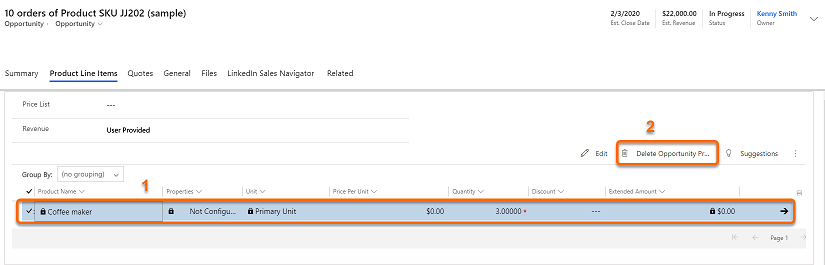 10 orders of Product SKU JJ202 (sample)
Opportunity · Opportunity
2/3/2020 $22,000.00 In Progress Kenny Smith
Est. Close Date Est. Revenue Status Owner
Summary Product Line Items Quotes General Files LinkedIn Sales Navigator Related
Price List ---
Revenue User Provided
2
Edit Delete Opportunity Pr... Suggestions
Group By: (no grouping)
1
Product Name Properties Unit Price Per Unit Quantity Discount Extended Amount
Coffee maker Not Configu... Primary Unit $0.00 3.00000 * --- $0.00
Page 1